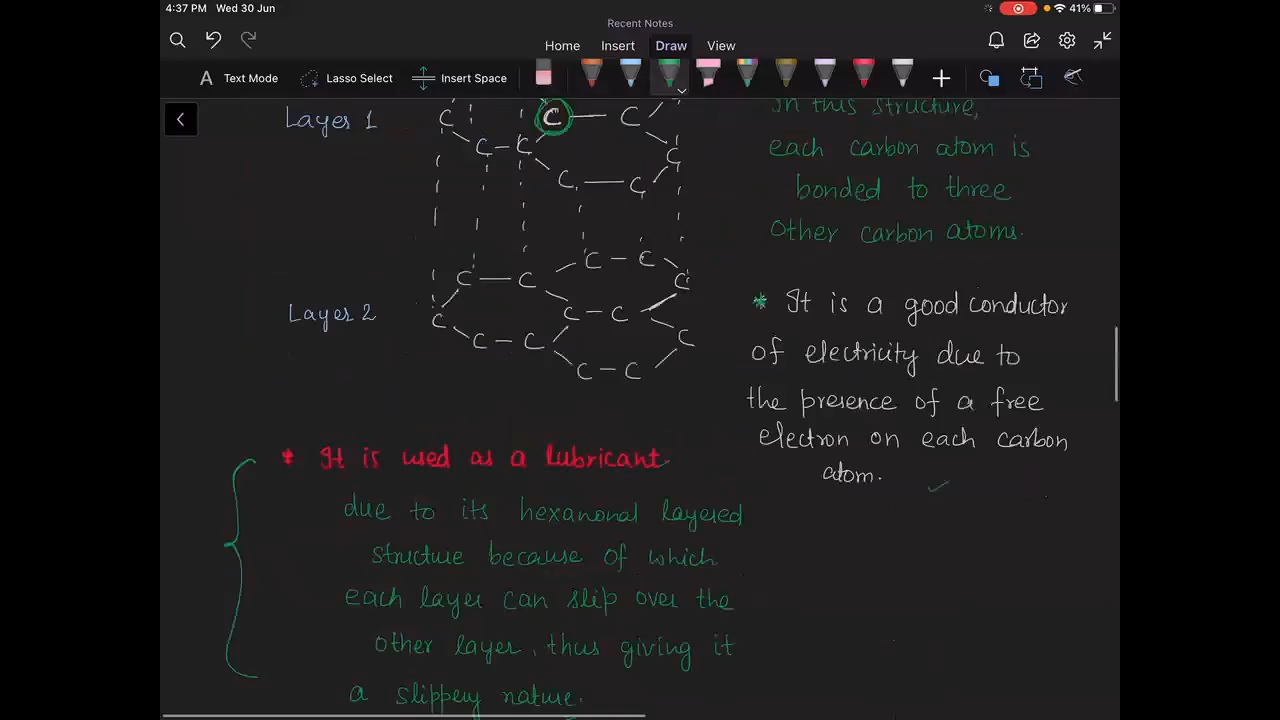 4:37 PM Wed 30 Jun
41%
Recent Notes
Home Insert Draw View
Text Mode Lasso Select Insert Space
Layer 1
C C C
C – C C
C — C
In this structure,
each carbon atom is
bonded to three
other carbon atoms.
C – C
C — C C
Layer 2
C C – C
C – C C
C – C
* It is a good conductor
of electricity due to
the presence of a free
electron on each carbon
atom.
* It is used as a lubricant
due to its hexanonal layered
structure because of which
each layer can slip over the
other layer, thus giving it
a slippery nature.